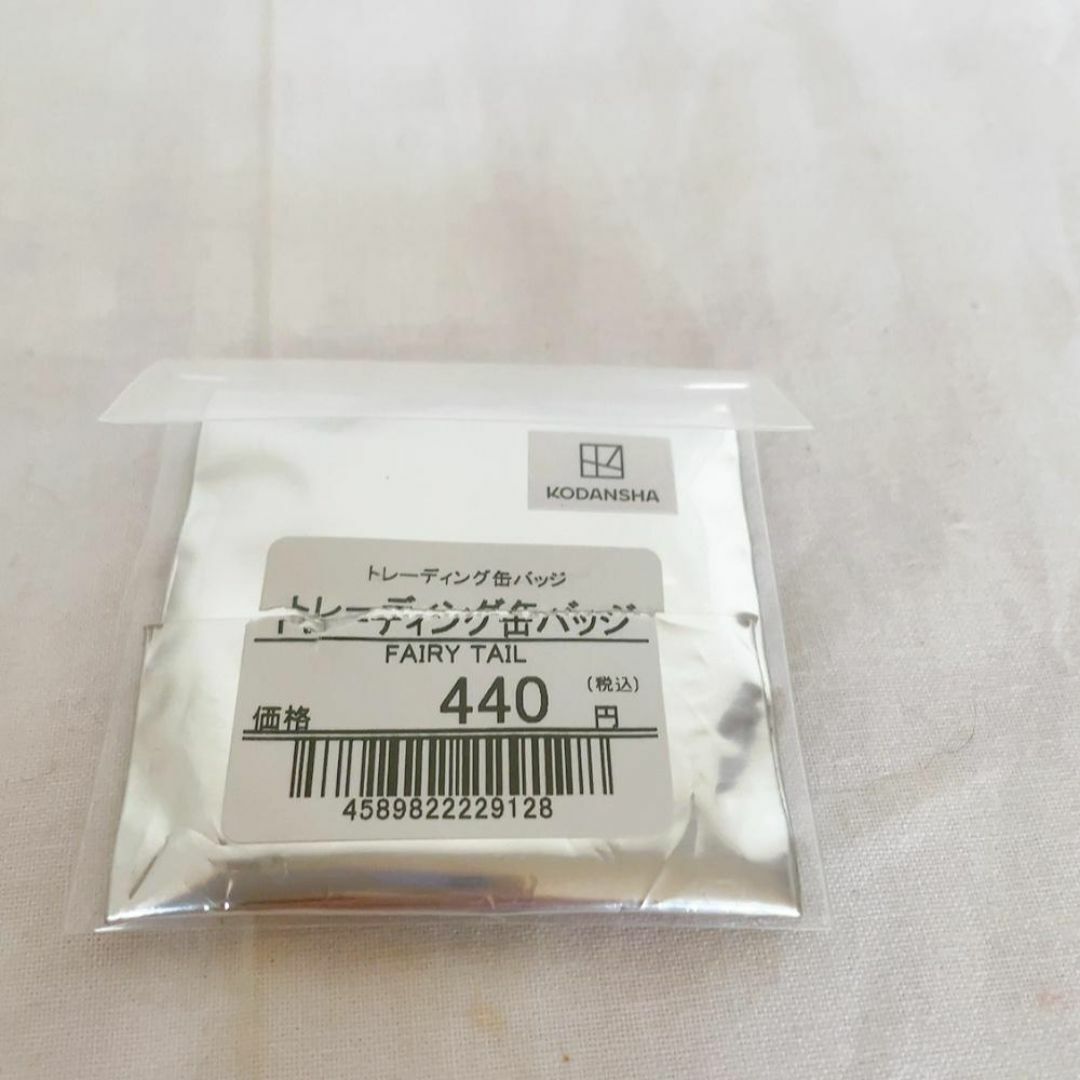 KODANSHA
トレーディング缶バッジ
トレーディング缶バッジ
FAIRY TAIL
価格 440 円 (税込)
4589822229128